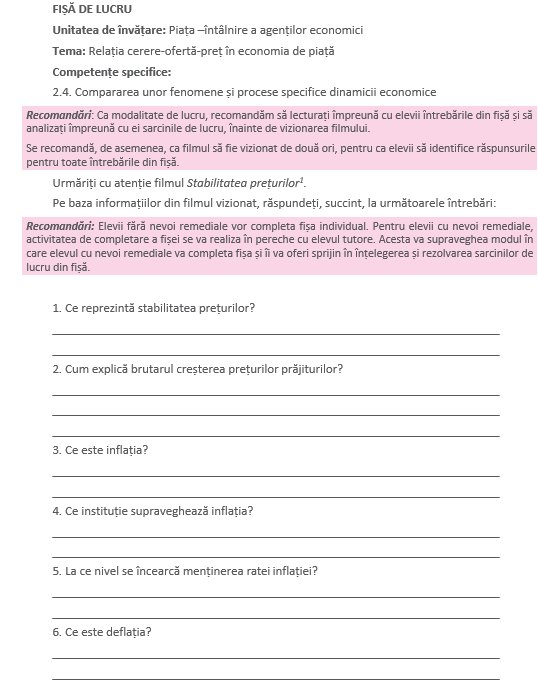 FIȘĂ DE LUCRU
Unitatea de învățare: Piața –întâlnire a agenților economici
Tema: Relația cerere-ofertă-preț în economia de piață
Competențe specifice:
2.4. Compararea unor fenomene și procese specifice dinamicii economice
Recomandări: Ca modalitate de lucru, recomandăm să lecturați împreună cu elevii întrebările din fișă și să
analizați împreună cu ei sarcinile de lucru, înainte de vizionarea filmului.
Se recomandă, de asemenea, ca filmul să fie vizionat de două ori, pentru ca elevii să identifice răspunsurile
pentru toate întrebările din fișă.
Urmăriți cu atenție filmul Stabilitatea prețurilor¹.
Pe baza informațiilor din filmul vizionat, răspundeți, succint, la următoarele întrebări:
Recomandări: Elevii fără nevoi remediale vor completa fișa individual. Pentru elevii cu nevoi remediale,
activitatea de completare a fișei se va realiza în pereche cu elevul tutore. Acesta va supraveghea modul în
care elevul cu nevoi remediale va completa fișa și îi va oferi sprijin în înțelegerea și rezolvarea sarcinilor de
lucru din fișă.
1. Ce reprezintă stabilitatea prețurilor?
2. Cum explică brutarul creșterea prețurilor prăjiturilor?
3. Ce este inflația?
4. Ce instituție supraveghează inflația?
5. La ce nivel se încearcă menținerea ratei inflației?
6. Ce este deflația?